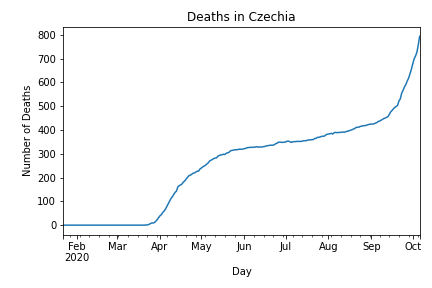 Deaths in Czechia
Number of Deaths
800
700
600
500
400
300
200
100
0
Feb Mar Apr May Jun Jul Aug Sep Oct
2020
Day